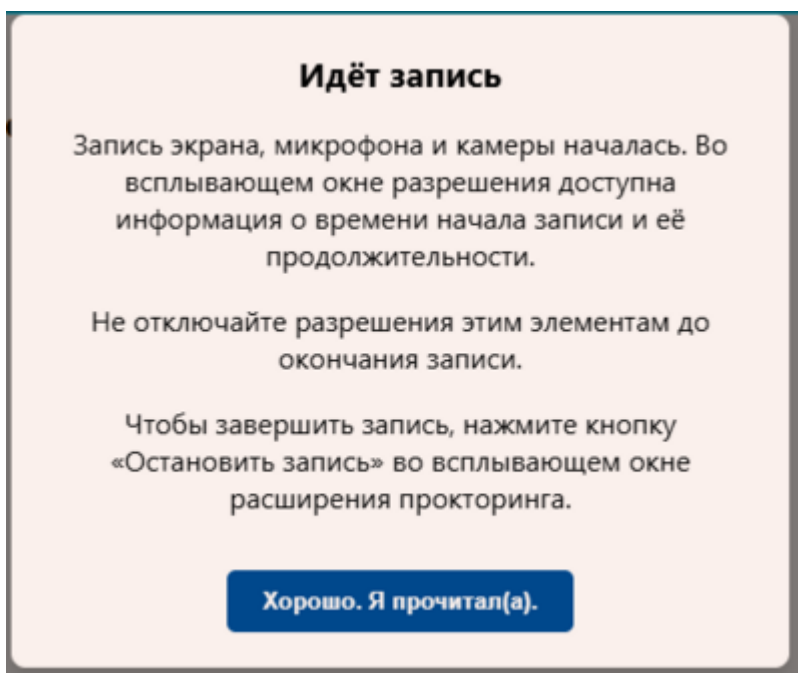 Идёт запись
Запись экрана, микрофона и камеры началась. Во
всплывающем окне разрешения доступна
информация о времени начала записи и её
продолжительности.
Не отключайте разрешения этим элементам до
окончания записи.
Чтобы завершить запись, нажмите кнопку
«Остановить запись» во всплывающем окне
расширения прокторинга.
Хорошо. Я прочитал(а).